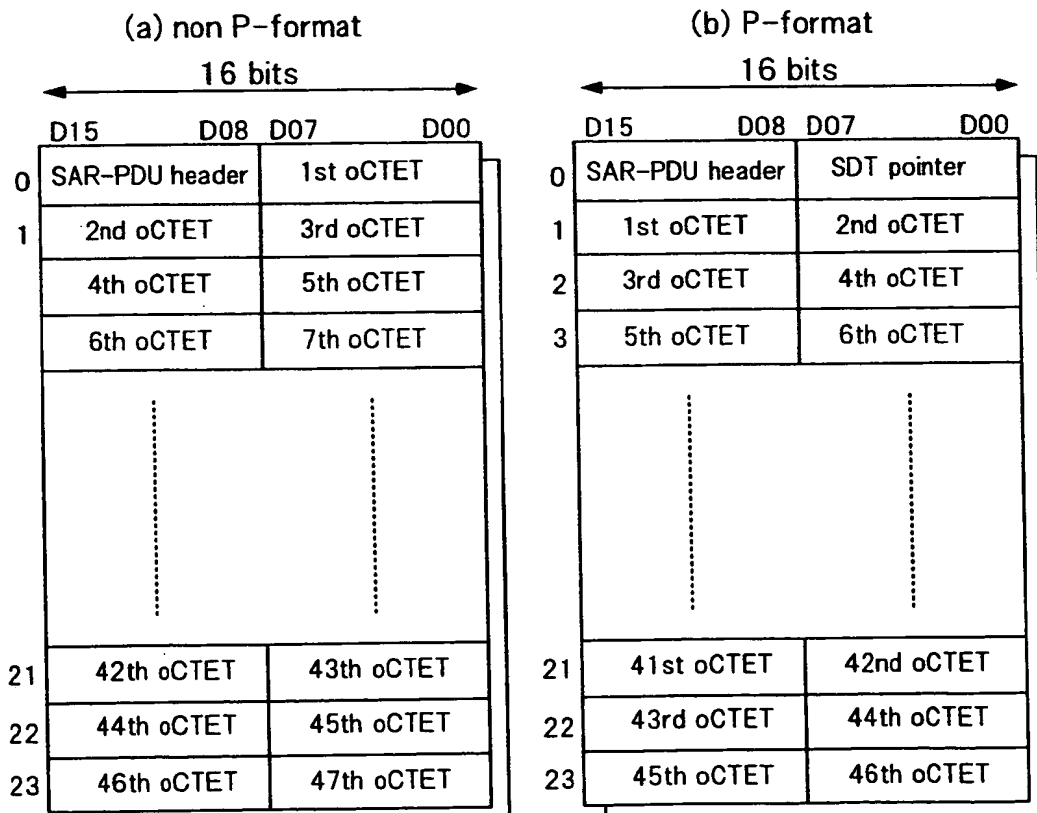 (a) non P-format
16 bits
D15 D08 D07 D00
0 SAR-PDU header 1st oCTET
1 2nd oCTET 3rd oCTET
4th oCTET 5th oCTET
6th oCTET 7th oCTET
21 42th oCTET 43th oCTET
22 44th oCTET 45th oCTET
23 46th oCTET 47th oCTET
(b) P-format
16 bits
D15 D08 D07 D00
0 SAR-PDU header SDT pointer
1 1st oCTET 2nd oCTET
2 3rd oCTET 4th oCTET
3 5th oCTET 6th oCTET
21 41st oCTET 42nd oCTET
22 43rd oCTET 44th oCTET
23 45th oCTET 46th oCTET